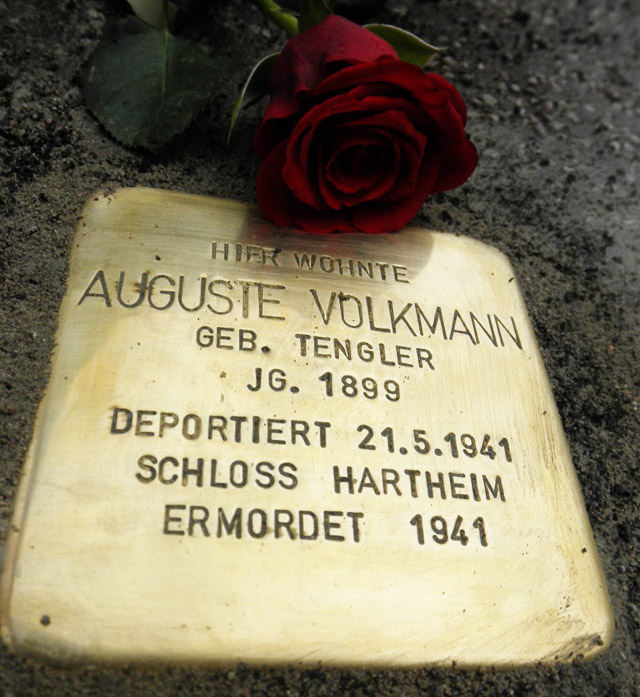 HIER WOHNTE
AUGUSTE VOLKMANN
GEB. TENGLER
JG. 1899
DEPORTIERT 21.5.1941
SCHLOSS HARTHEIM
ERMORDET 1941